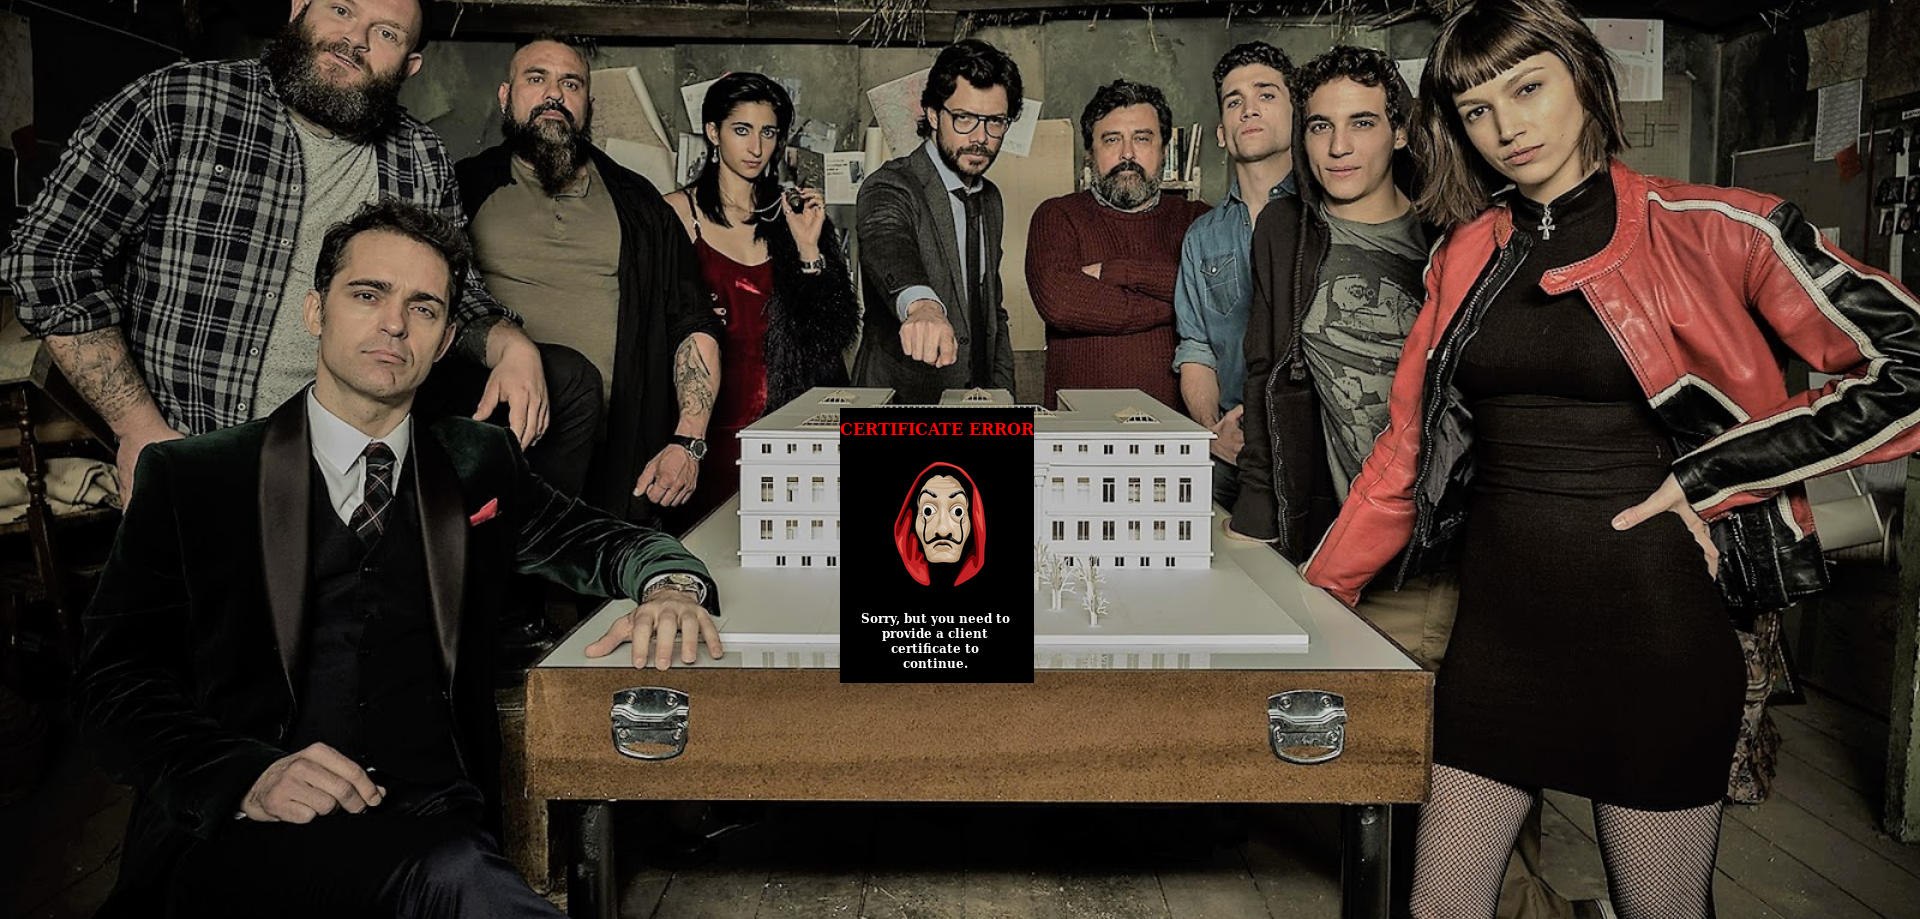 CERTIFICATE ERROR
Sorry, but you need to
provide a client
certificate to
continue.